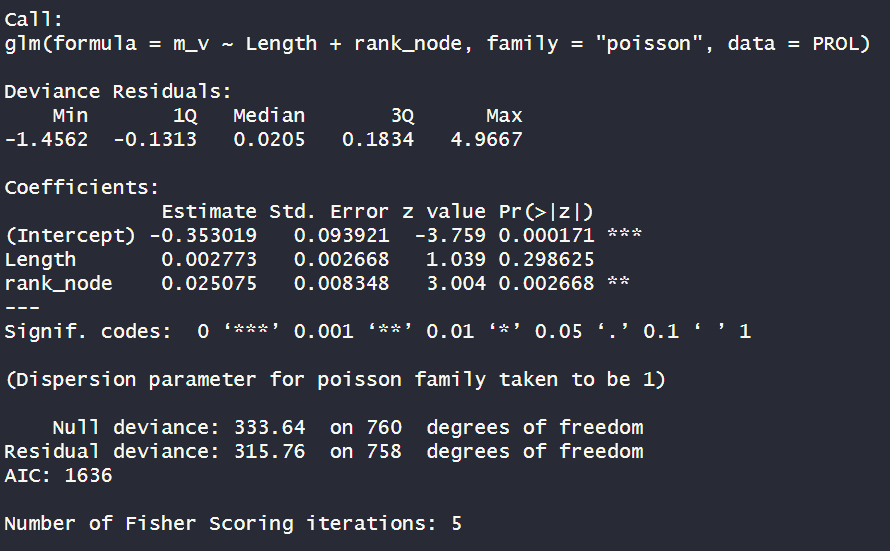 Call:
glm(formula = m_v ~ Length + rank_node, family = "poisson", data = PROL)
Deviance Residuals:
    Min       1Q   Median       3Q      Max
-1.4562  -0.1313   0.0205   0.1834   4.9667
Coefficients:
             Estimate Std. Error z value Pr(>|z|)
(Intercept) -0.353019   0.093921  -3.759 0.000171 ***
Length       0.002773   0.002668   1.039 0.298625
rank_node    0.025075   0.008348   3.004 0.002668 **
---
Signif. codes:  0 ‘***’ 0.001 ‘**’ 0.01 ‘*’ 0.05 ‘.’ 0.1 ‘ ’ 1
(Dispersion parameter for poisson family taken to be 1)
    Null deviance: 333.64  on 760  degrees of freedom
Residual deviance: 315.76  on 758  degrees of freedom
AIC: 1636
Number of Fisher Scoring iterations: 5